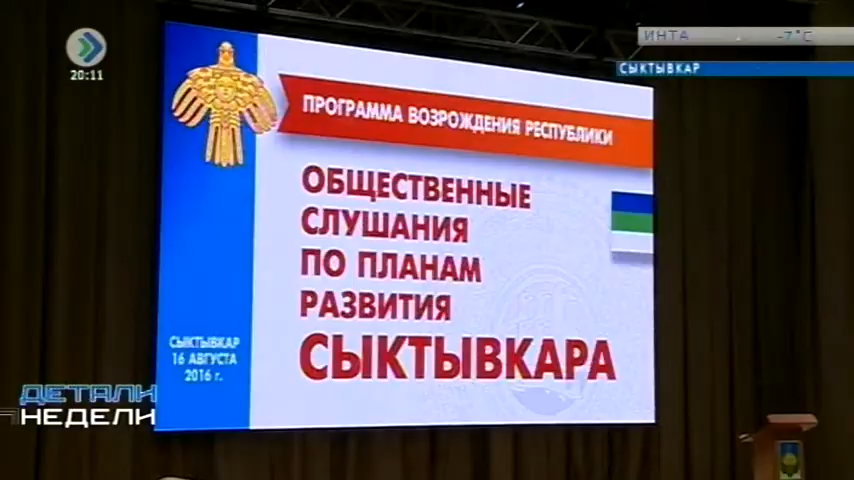 20:11
ИНТА -7°C
СЫКТЫВКАР
ПРОГРАММА ВОЗРОЖДЕНИЯ РЕСПУБЛИКИ
ОБЩЕСТВЕННЫЕ
СЛУШАНИЯ
ПО ПЛАНАМ
РАЗВИТИЯ
СЫКТЫВКАРА
СЫКТЫВКАР
16 АВГУСТА
2016 г.
ДЕТАЛИ
НЕДЕЛИ